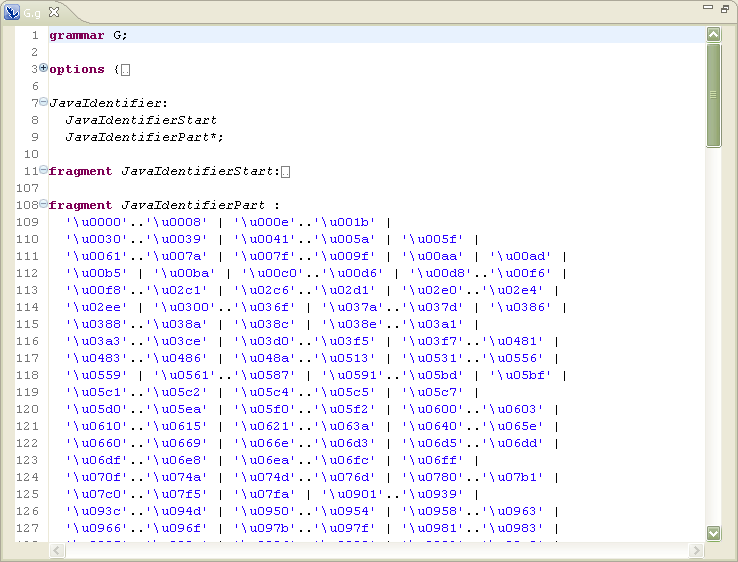 G.g
1 grammar G;
2
3 options {
6
7 JavaIdentifier:
8 JavaIdentifierStart
9 JavaIdentifierPart*;
10
11 fragment JavaIdentifierStart:
107
108 fragment JavaIdentifierPart :
109 '\u0000'..'\u0008' | '\u000e'..'\u001b' |
110 '\u0030'..'\u0039' | '\u0041'..'\u005a' | '\u005f' |
111 '\u0061'..'\u007a' | '\u007f'..'\u009f' | '\u00aa' | '\u00ad' |
112 '\u00b5' | '\u00ba' | '\u00c0'..'\u00d6' | '\u00d8'..'\u00f6' |
113 '\u00f8'..'\u02c1' | '\u02c6'..'\u02d1' | '\u02e0'..'\u02e4' |
114 '\u02ee' | '\u0300'..'\u036f' | '\u037a'..'\u037d' | '\u0386' |
115 '\u0388'..'\u038a' | '\u038c' | '\u038e'..'\u03a1' |
116 '\u03a3'..'\u03ce' | '\u03d0'..'\u03f5' | '\u03f7'..'\u0481' |
117 '\u0483'..'\u0486' | '\u048a'..'\u0513' | '\u0531'..'\u0556' |
118 '\u0559' | '\u0561'..'\u0587' | '\u0591'..'\u05bd' | '\u05bf' |
119 '\u05c1'..'\u05c2' | '\u05c4'..'\u05c5' | '\u05c7' |
120 '\u05d0'..'\u05ea' | '\u05f0'..'\u05f2' | '\u0600'..'\u0603' |
121 '\u0610'..'\u0615' | '\u0621'..'\u063a' | '\u0640'..'\u065e' |
122 '\u0660'..'\u0669' | '\u066e'..'\u06d3' | '\u06d5'..'\u06dd' |
123 '\u06df'..'\u06e8' | '\u06ea'..'\u06fc' | '\u06ff' |
124 '\u070f'..'\u074a' | '\u074d'..'\u076d' | '\u0780'..'\u07b1' |
125 '\u07c0'..'\u07f5' | '\u07fa' | '\u0901'..'\u0939' |
126 '\u093c'..'\u094d' | '\u0950'..'\u0954' | '\u0958'..'\u0963' |
127 '\u0966'..'\u096f' | '\u097b'..'\u097f' | '\u0981'..'\u0983' |